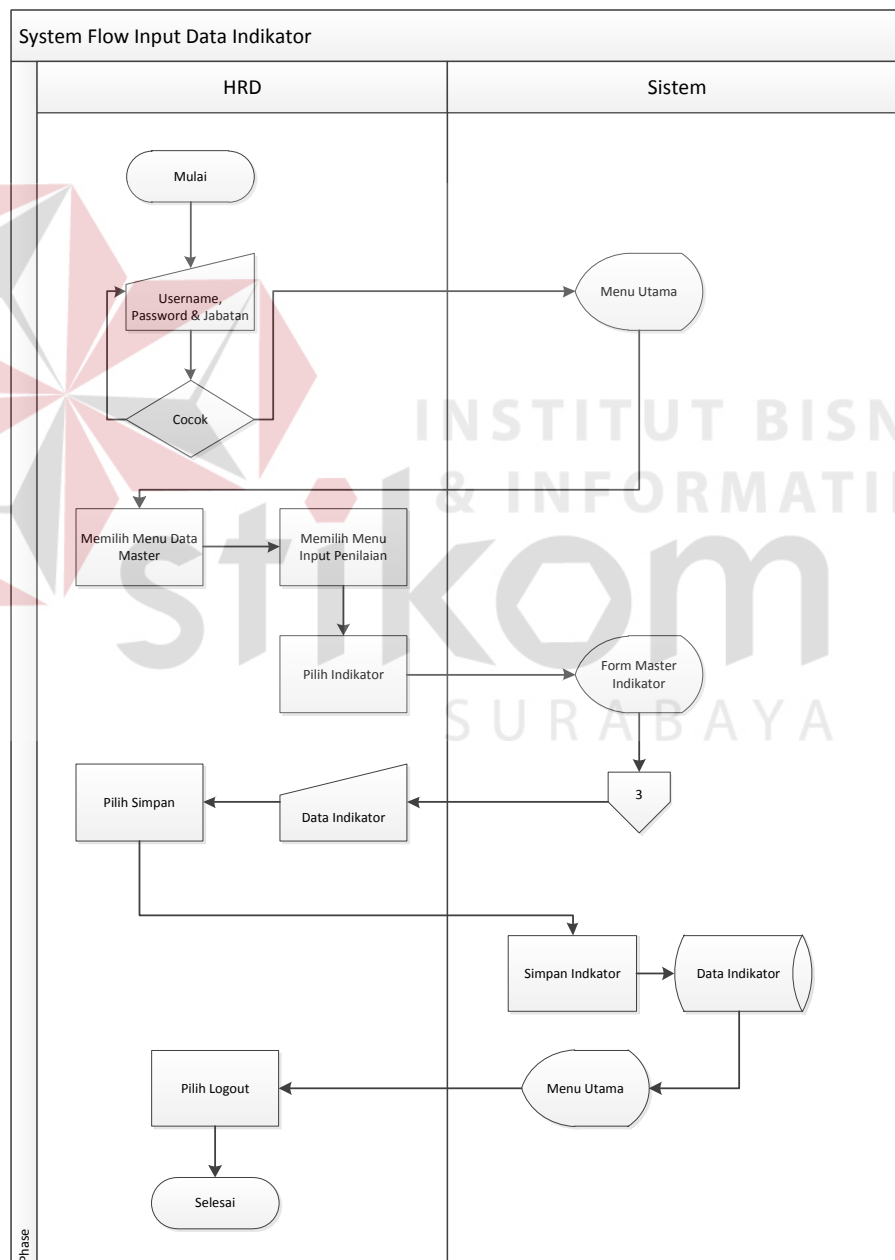 System Flow Input Data Indikator
HRD
Sistem
Mulai
Username,
Password & Jabatan
Menu Utama
Cocok
INSTITUT BISN
& INFORMATI
Memilih Menu Data
Master
Memilih Menu
Input Penilaian
stikom
Pilih Indikator
Form Master
Indikator
SURABAYA
Pilih Simpan
Data Indikator
3
Simpan Indkator
Data Indikator
Pilih Logout
Menu Utama
Selesai
Phase